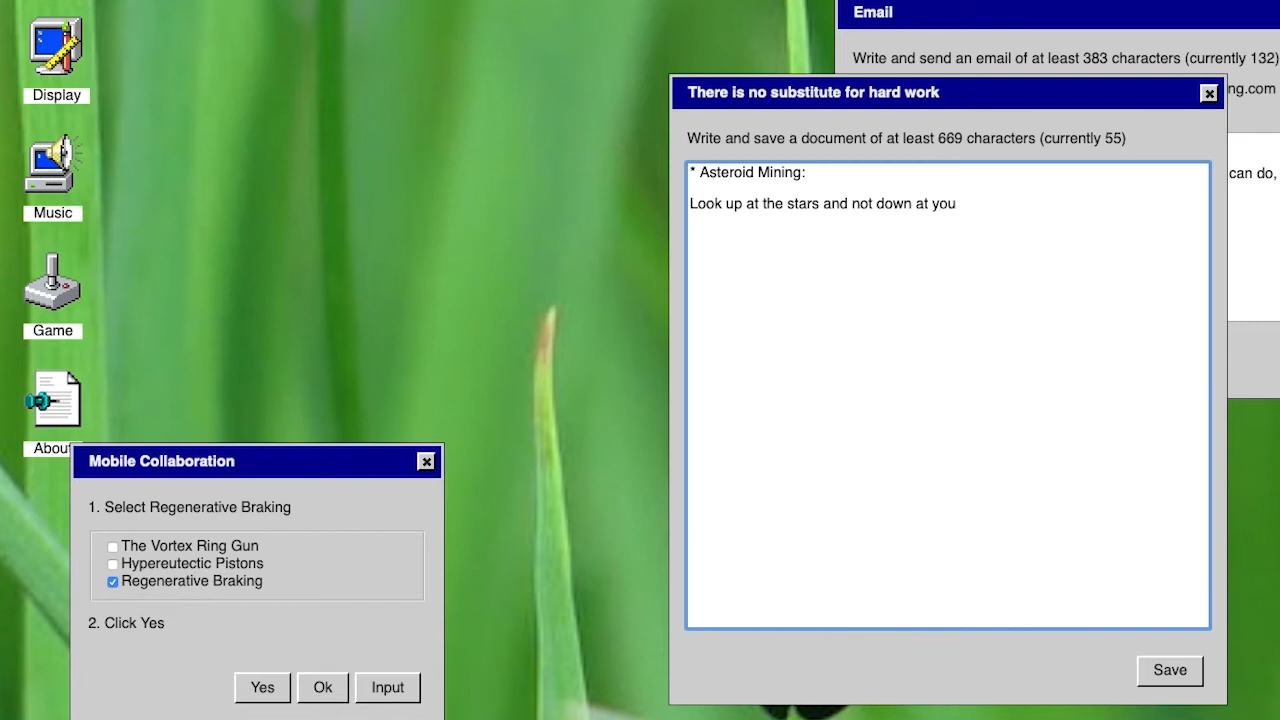 Display
Music
Game
About
Email
Write and send an email of at least 383 characters (currently 132)
ng.com
can do,
There is no substitute for hard work
Write and save a document of at least 669 characters (currently 55)
* Asteroid Mining:
Look up at the stars and not down at you
Save
Mobile Collaboration
1. Select Regenerative Braking
The Vortex Ring Gun
Hypereutectic Pistons
Regenerative Braking
2. Click Yes
Yes Ok Input